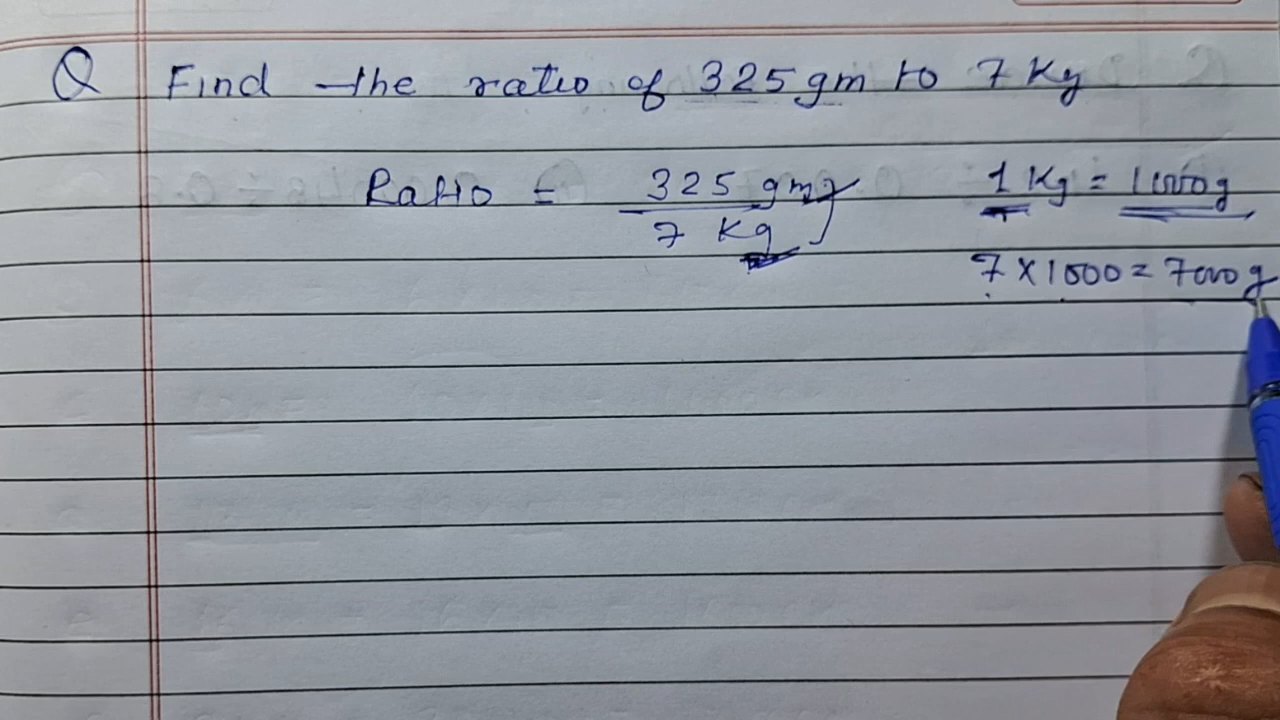 Q Find the ratio of 325 gm to 7 Kg
Ratio = 325 gm 1 Kg = 1000g
7 Kg
7 x 1000 = 7000 g